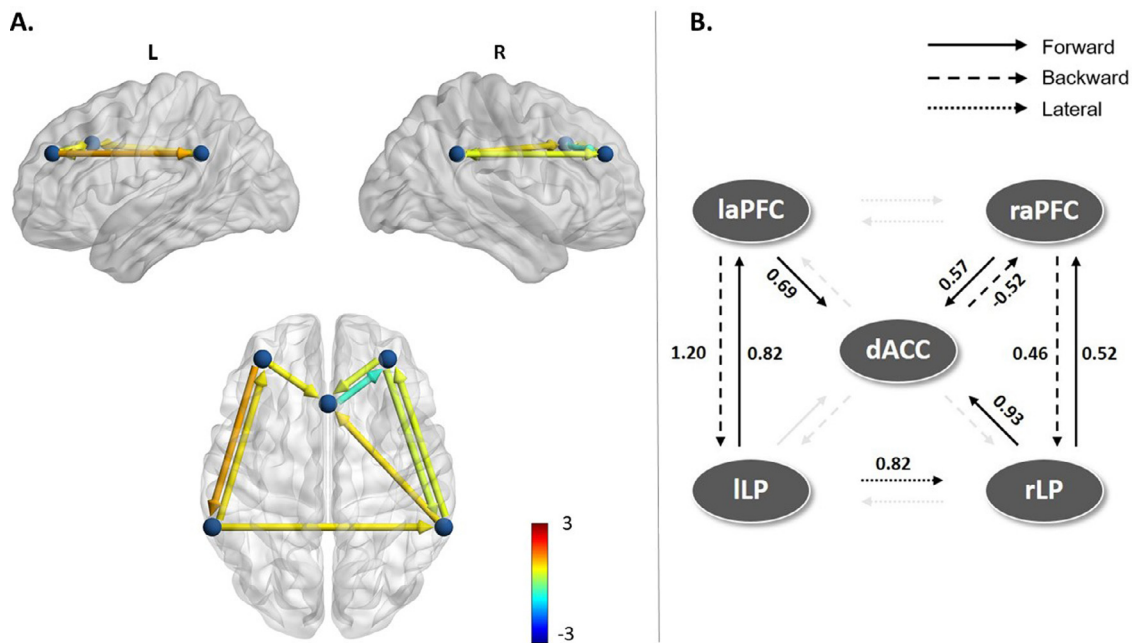 A.
L
R
3
-3
B.
Forward
Backward
Lateral
laPFC
raPFC
0.69
0.57
-0.52
1.20
0.82
dACC
0.46
0.52
0.93
0.82
lLP
rLP